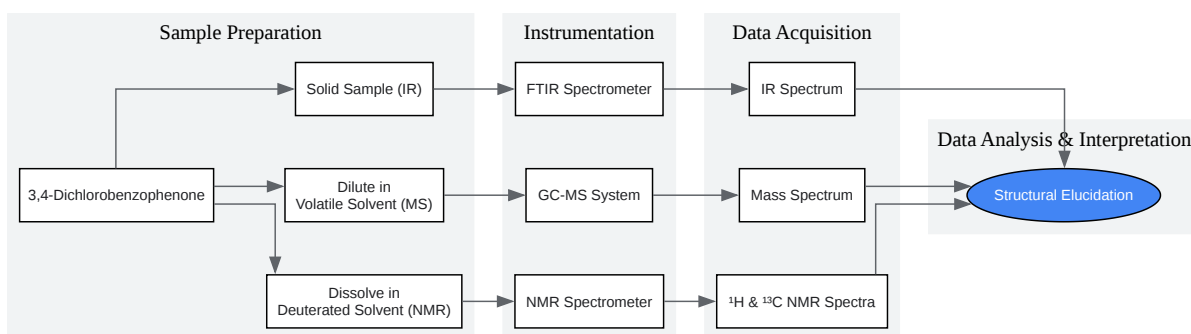 Sample Preparation
Instrumentation
Data Acquisition
Solid Sample (IR)
FTIR Spectrometer
IR Spectrum
Data Analysis & Interpretation
3,4-Dichlorobenzophenone
Dilute in
Volatile Solvent (MS)
GC-MS System
Mass Spectrum
Structural Elucidation
Dissolve in
Deuterated Solvent (NMR)
NMR Spectrometer
¹H & ¹³C NMR Spectra